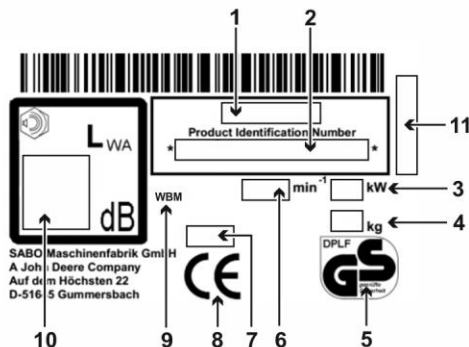 1 2
11
Product Identification Number
* *
L WA
min -1 kW 3
dB
WBM
kg 4
SABO Maschinenfabrik GmbH
A John Deere Company
Auf dem Höchsten 22
D-51645 Gummersbach
CE
DPLF
GS
geprüfte
Sicherheit
10 9 8 7 6 5